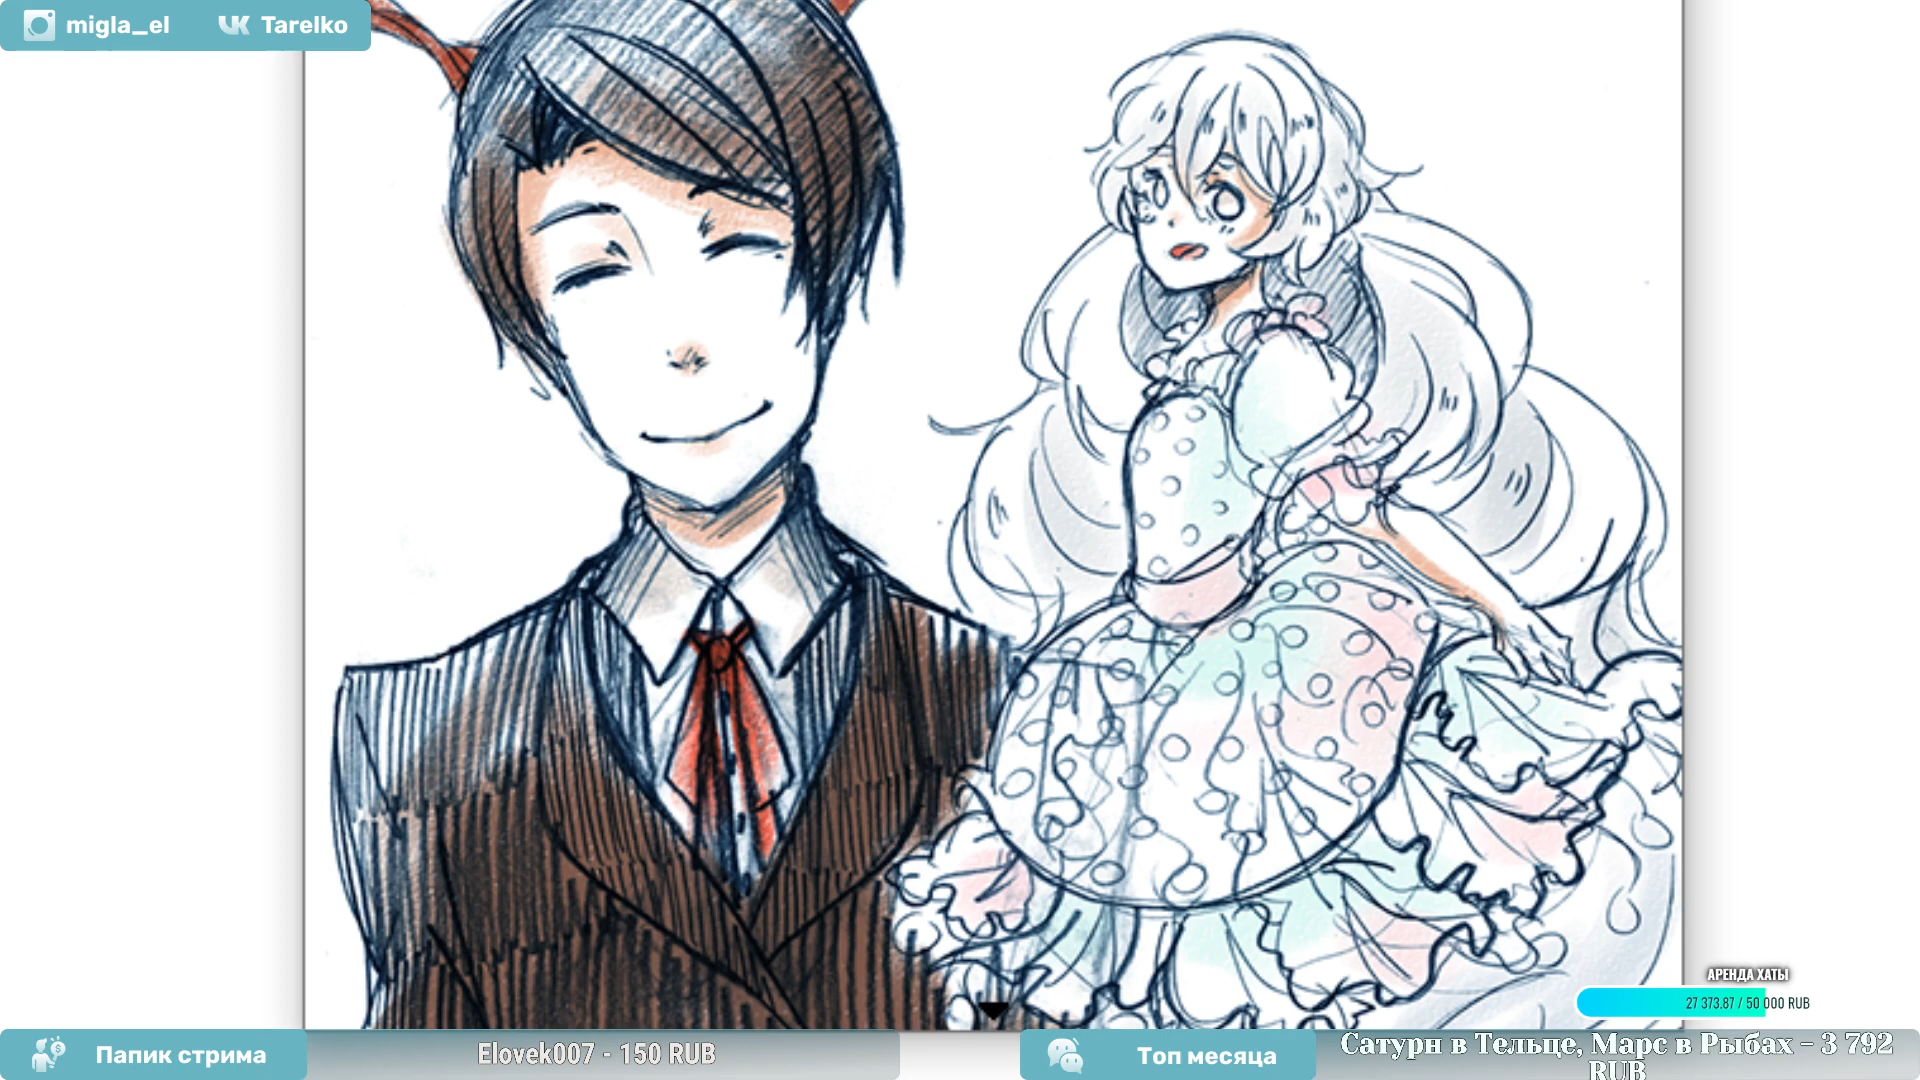 migla_el
Tarelko
АРЕНДА ХАТЫ
27 373.87 / 50 000 RUB
Папик стрима
Elovek007 - 150 RUB
Топ месяца
Сатурн в Тельце, Марс в Рыбах - 3 792
RUB